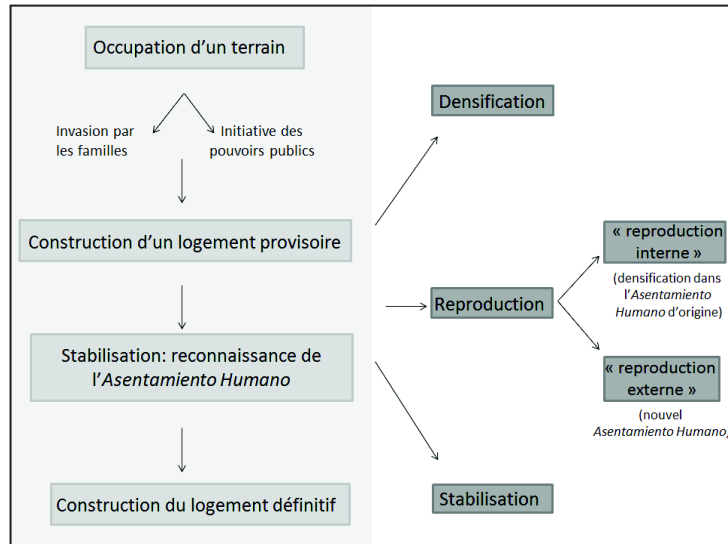 Occupation d'un terrain
Invasion par
les familles
Initiative des
pouvoirs publics
Construction d'un logement provisoire
Stabilisation: reconnaissance de
l'Asentamiento Humano
Construction du logement définitif
Densification
Reproduction
Stabilisation
« reproduction
interne »
(densification dans
l'Asentamiento
Humano d'origine)
« reproduction
externe »
(nouvel
Asentamiento Humano)